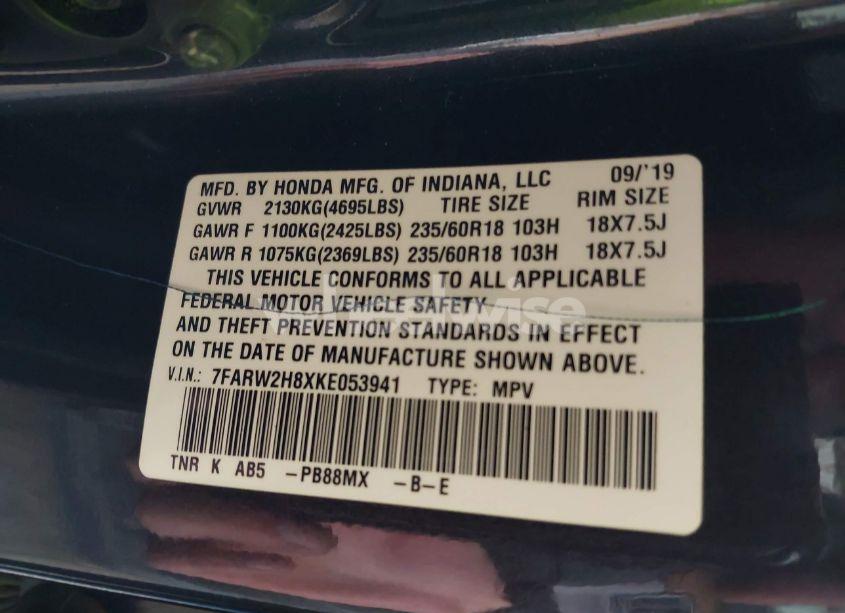 MFD. BY HONDA MFG. OF INDIANA, LLC 09/'19
GVWR 2130KG(4695LBS) TIRE SIZE RIM SIZE
GAWR F 1100KG(2425LBS) 235/60R18 103H 18X7.5J
GAWR R 1075KG(2369LBS) 235/60R18 103H 18X7.5J
THIS VEHICLE CONFORMS TO ALL APPLICABLE
FEDERAL MOTOR VEHICLE SAFETY
AND THEFT PREVENTION STANDARDS IN EFFECT
ON THE DATE OF MANUFACTURE SHOWN ABOVE.
V.I.N.: 7FARW2H8XKE053941 TYPE: MPV
TNR K AB5 -PB88MX -B-E